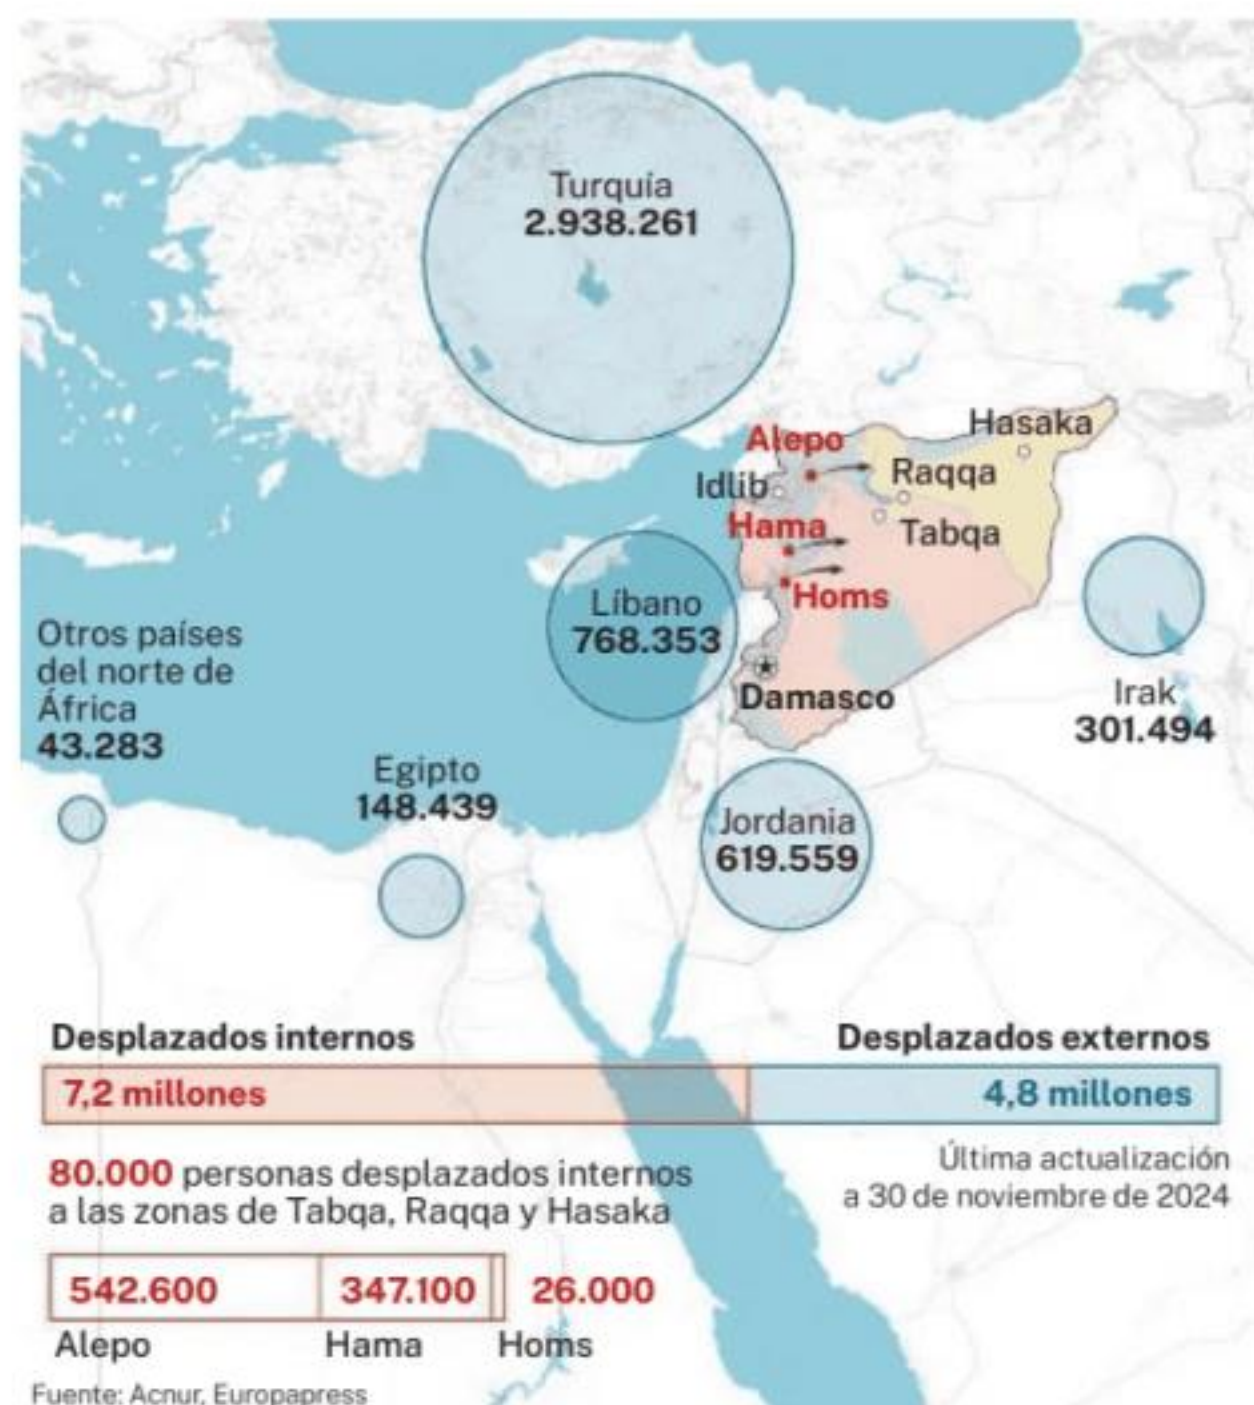 Turquía
2.938.261
Hasaka
Alepo
Raqqa
Idlib
Hama
Tabqa
Homs
Líbano
768.353
Otros países
del norte de
África
43.283
Damasco
Irak
301.494
Egipto
148.439
Jordania
619.559
Desplazados internos
Desplazados externos
7,2 millones
4,8 millones
80.000 personas desplazados internos
a las zonas de Tabqa, Raqqa y Hasaka
Última actualización
a 30 de noviembre de 2024
542.600
347.100
26.000
Alepo
Hama
Homs
Fuente: Acnur, Europapress